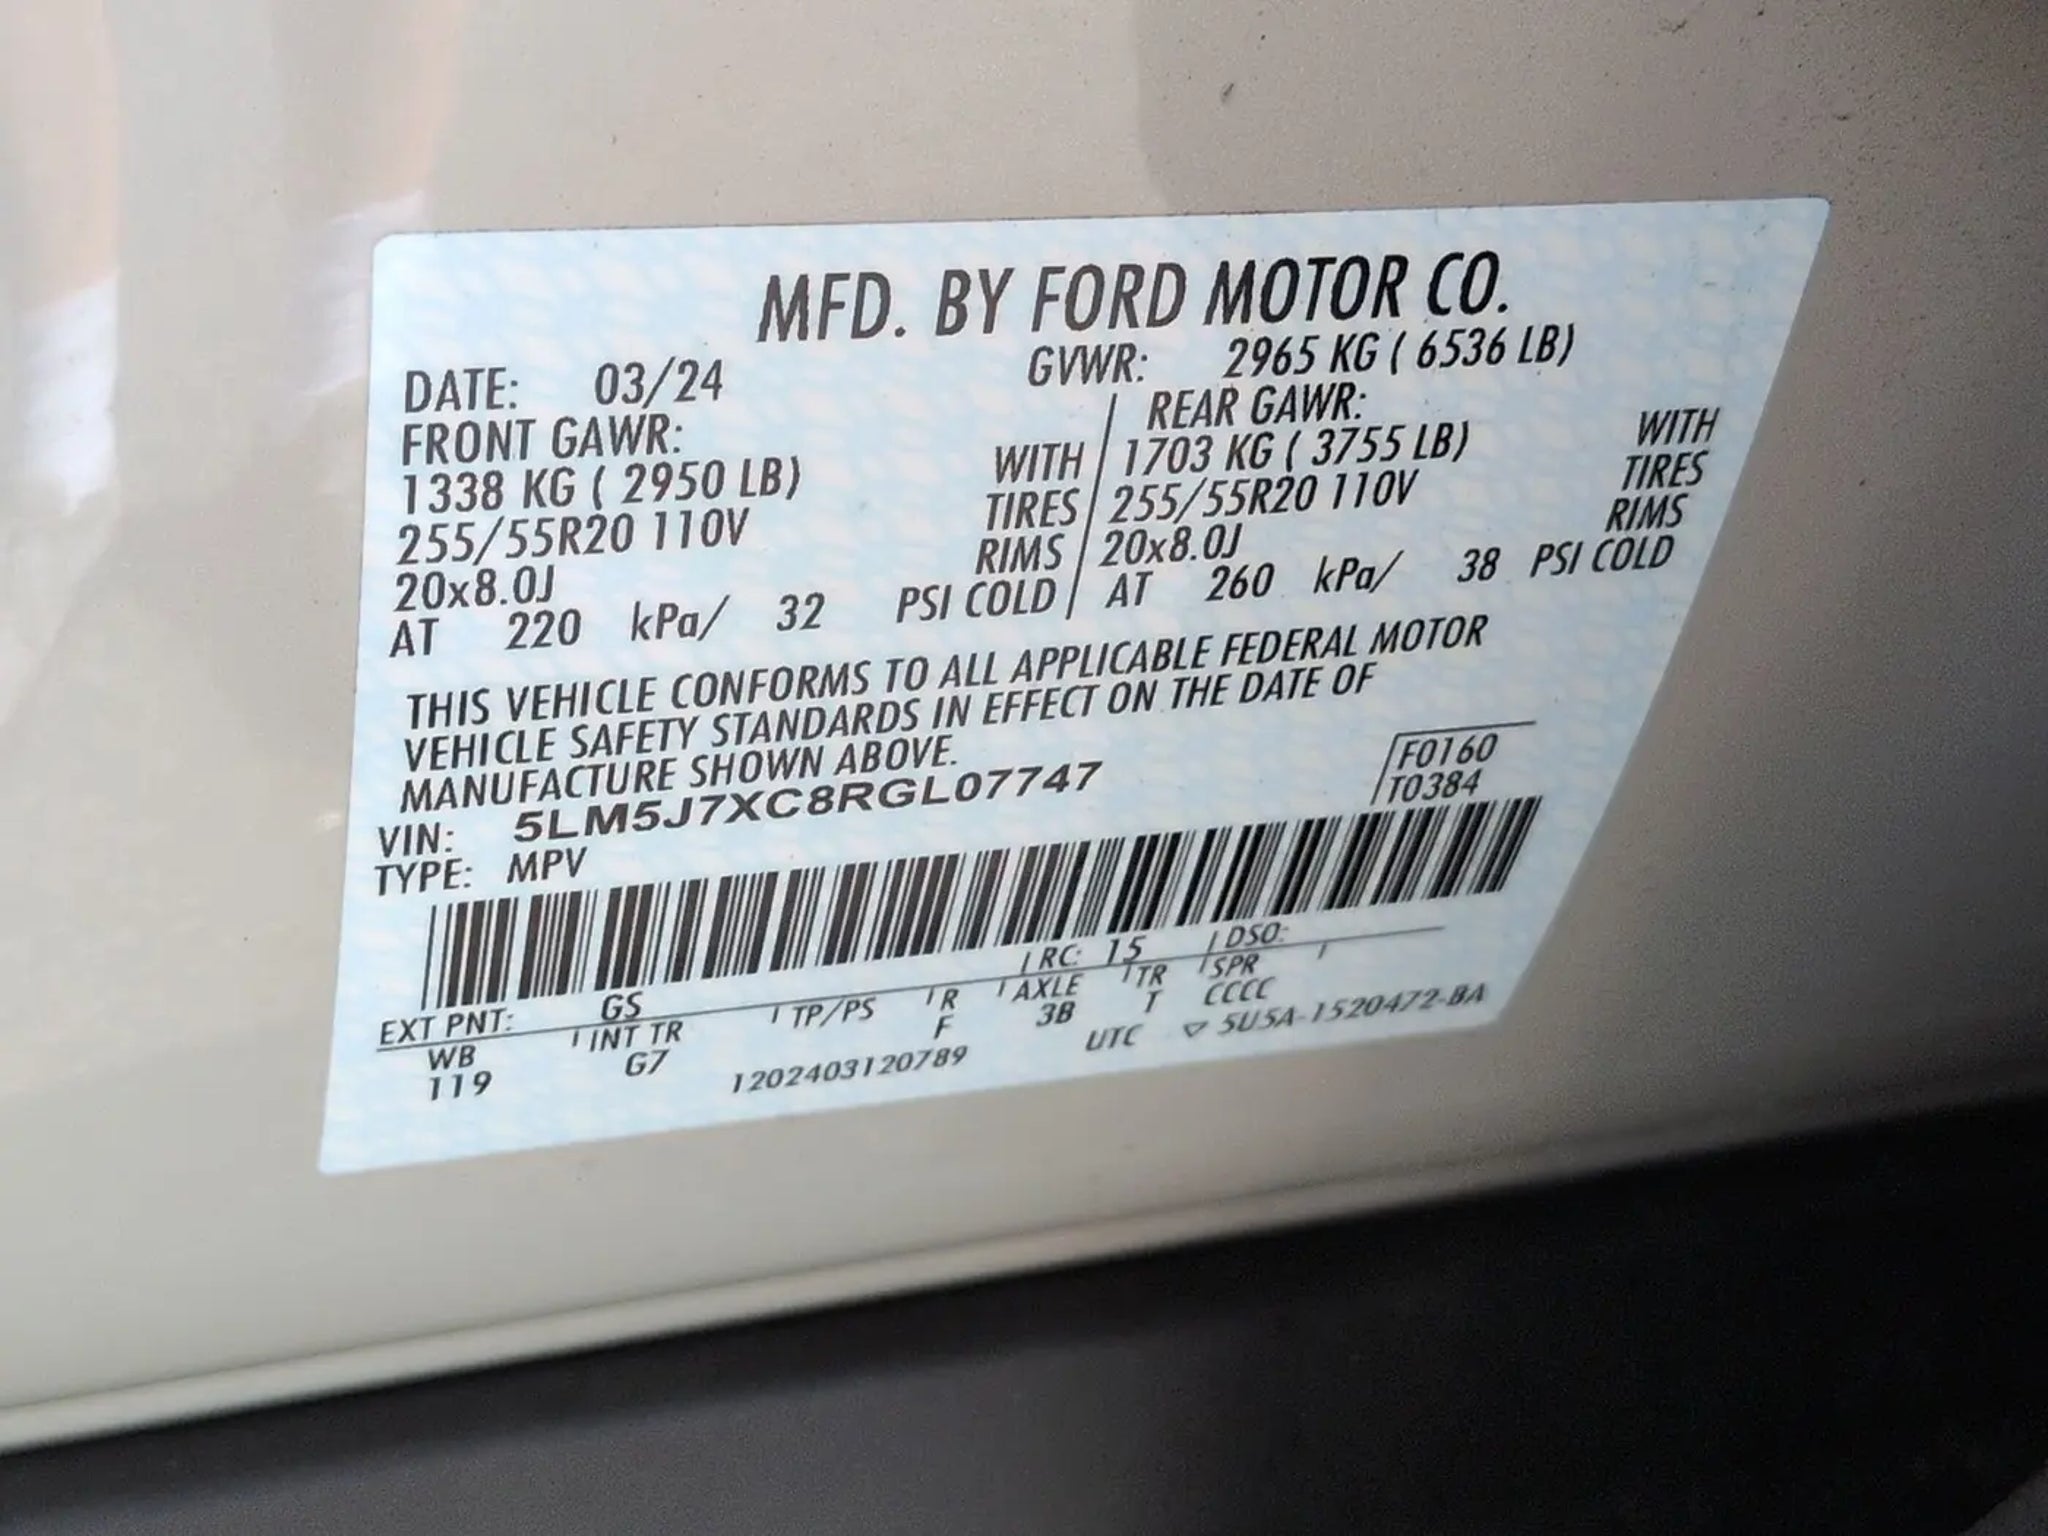 MFD. BY FORD MOTOR CO.
DATE: 03/24 GVWR: 2965 KG ( 6536 LB)
FRONT GAWR: REAR GAWR:
1338 KG ( 2950 LB) WITH 1703 KG ( 3755 LB) WITH
255/55R20 110V TIRES 255/55R20 110V TIRES
20x8.0J RIMS 20x8.0J RIMS
AT 220 kPa/ 32 PSI COLD AT 260 kPa/ 38 PSI COLD
THIS VEHICLE CONFORMS TO ALL APPLICABLE FEDERAL MOTOR
VEHICLE SAFETY STANDARDS IN EFFECT ON THE DATE OF
MANUFACTURE SHOWN ABOVE.
F0160
VIN: 5LM5J7XC8RGL07747
T0384
TYPE: MPV
EXT PNT: GS RC: 15 DSO:
WB INT TR TP/PS R AXLE TR SPR
119 G7 F 3B T CCCC
1202403120789 UTC ▽ 5U5A-1520472-BA